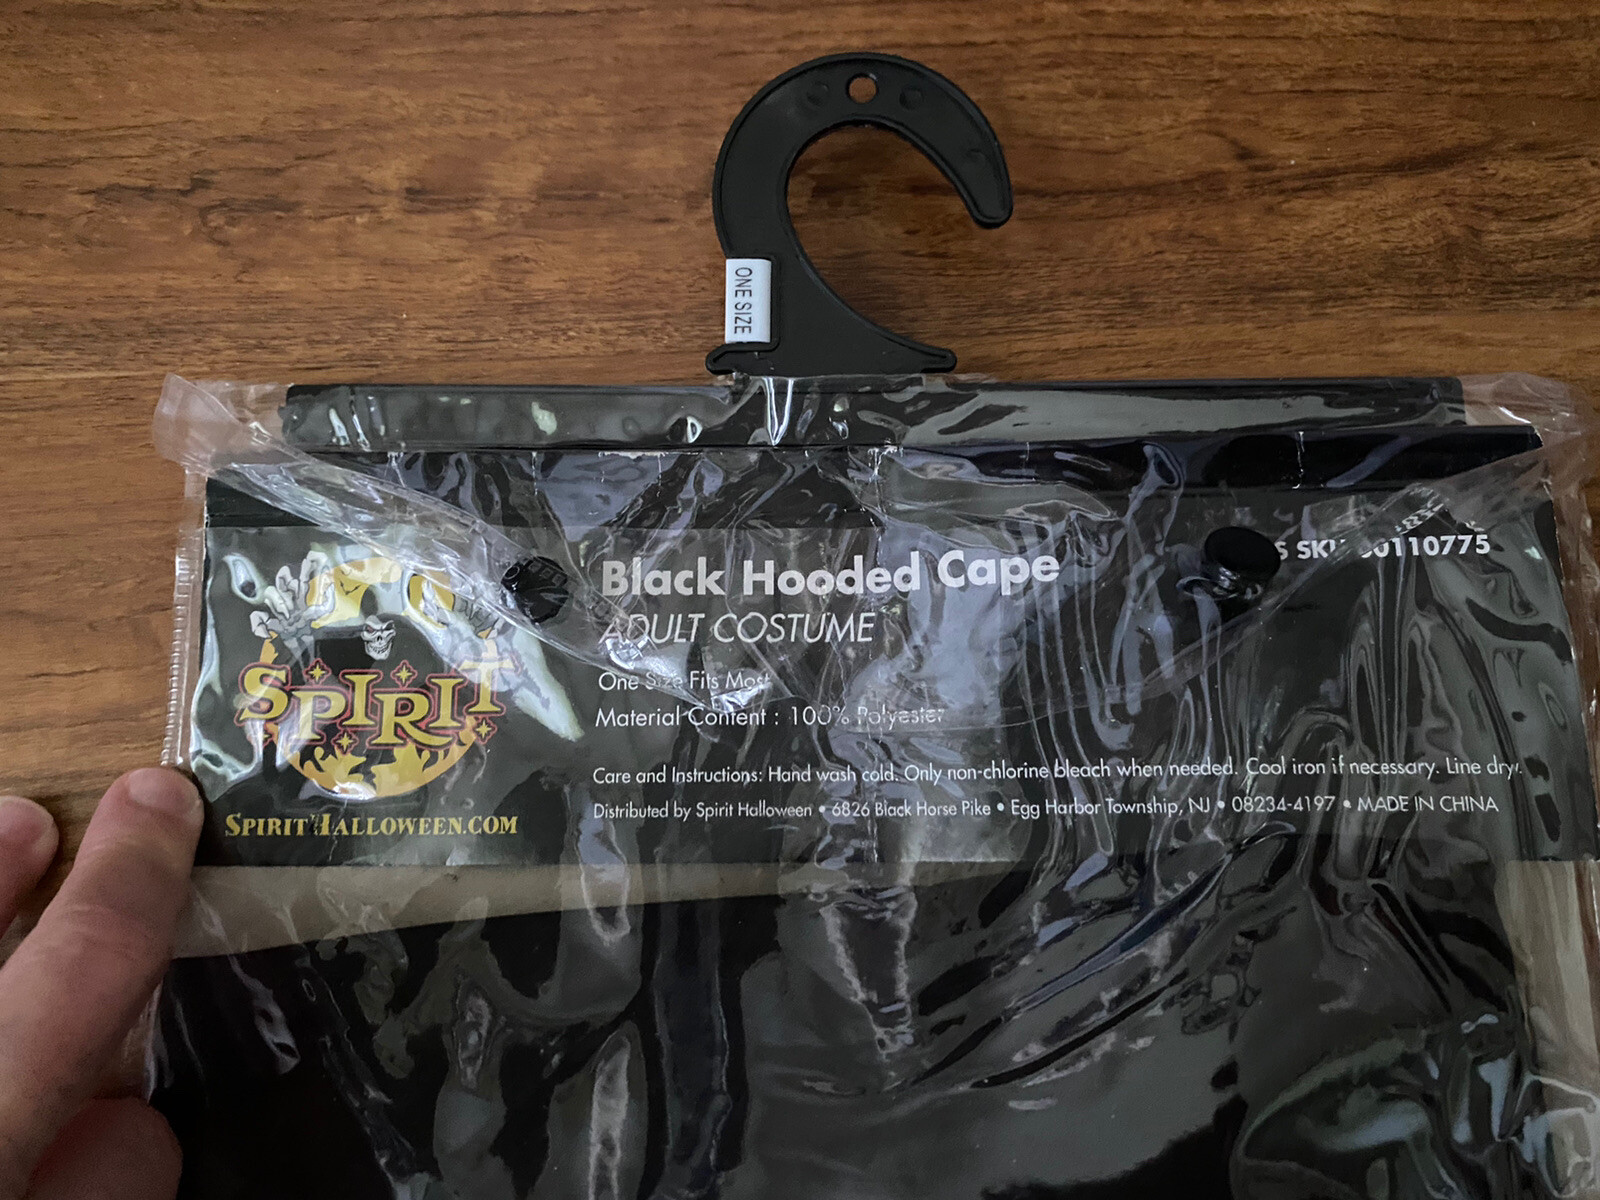 ONE SIZE
Black Hooded Cape
ADULT COSTUME
One Size Fits Most
Material Content : 100% Polyester
Care and Instructions: Hand wash cold. Only non-chlorine bleach when needed. Cool iron if necessary. Line dry.
Distributed by Spirit Halloween • 6826 Black Horse Pike • Egg Harbor Township, NJ • 08234-4197 • MADE IN CHINA
SPIRIT
SPIRITHALLOWEEN.COM